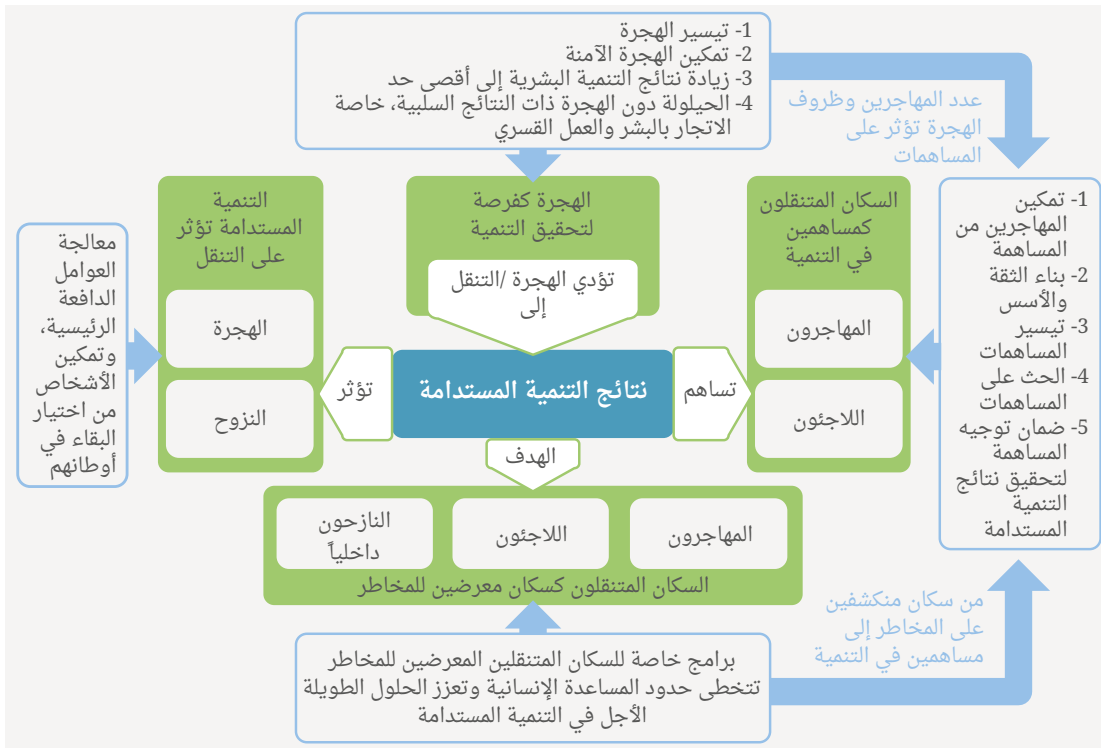 1- تيسير الهجرة
2- تمكين الهجرة الآمنة
3- زيادة نتائج التنمية البشرية إلى أقصى حد
4- الحيلولة دون الهجرة ذات النتائج السلبية، خاصة
الاتجار بالبشر والعمل القسري
عدد المهاجرين وظروف
الهجرة تؤثر على
المساهمات
1- تمكين
المهاجرين من
المساهمة
2- بناء الثقة
والأسس
3- تيسير
المساهمات
4- الحث على
المساهمات
5- ضمان توجيه
المساهمة
لتحقيق نتائج
التنمية
المستدامة
السكان المتنقلون
كمساهمين
في التنمية
المهاجرون
اللاجئون
الهجرة كفرصة
لتحقيق التنمية
تؤدي الهجرة /التنقل
إلى
التنمية
المستدامة تؤثر
على التنقل
الهجرة
النزوح
معالجة
العوامل
الدافعة
الرئيسية،
وتمكين
الأشخاص
من اختيار
البقاء في
أوطانهم
تساهم
نتائج التنمية المستدامة
تؤثر
الهدف
المهاجرون
اللاجئون
النازحون
داخلياً
السكان المتنقلون كسكان معرضين للمخاطر
من سكان منكشفين
على المخاطر إلى
مساهمين في التنمية
برامج خاصة للسكان المتنقلين المعرضين للمخاطر
تتخطى حدود المساعدة الإنسانية وتعزز الحلول الطويلة
الأجل في التنمية المستدامة